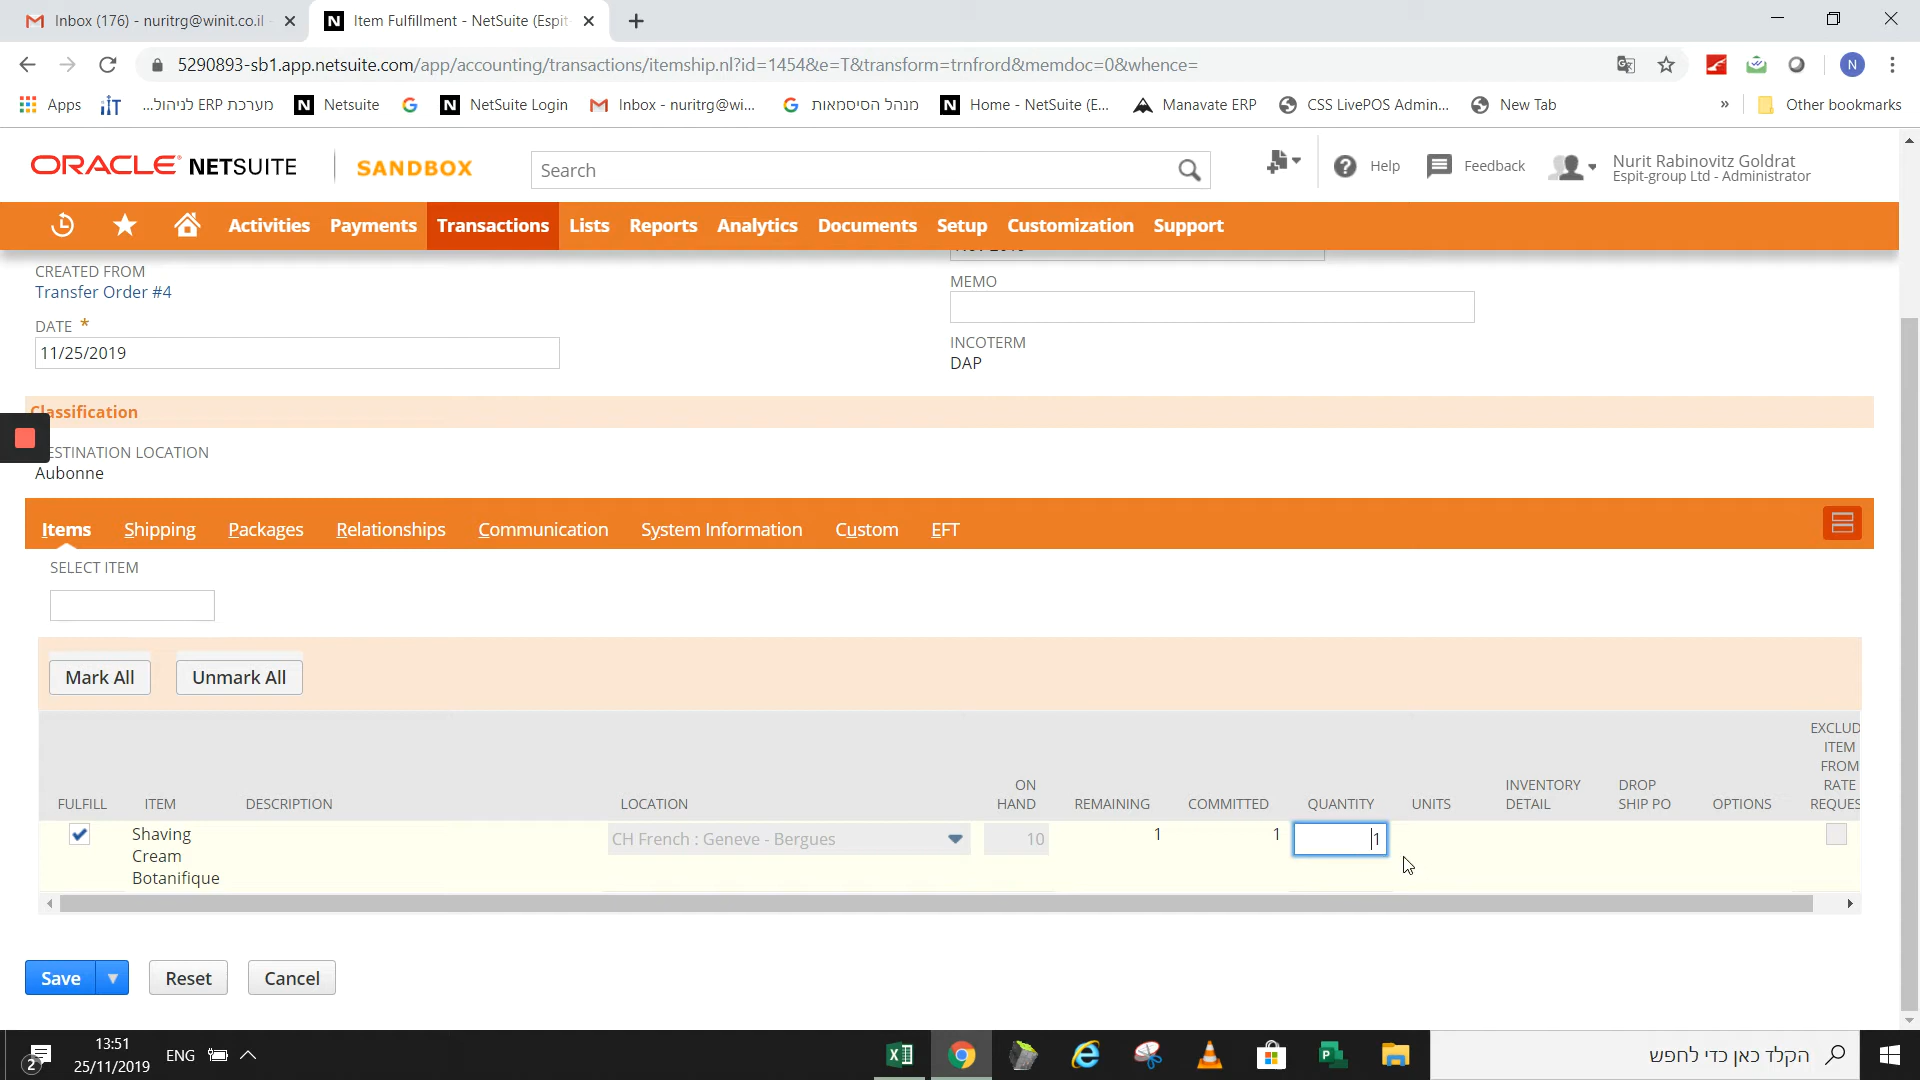 Inbox (176) - nuritrg@winit.co.il
Item Fulfillment - NetSuite (Espit
5290893-sb1.app.netsuite.com/app/accounting/transactions/itemship.nl?id=1454&e=T&transform=trnfrord&memdoc=0&whence=
N
Apps
מערכת ERP לניהול...
Netsuite
NetSuite Login
Inbox - nuritrg@wi...
מנהל הסיסמאות
Home - NetSuite (E...
Manavate ERP
CSS LivePOS Admin...
New Tab
»
Other bookmarks
ORACLE NETSUITE
SANDBOX
Search
Help
Feedback
Nurit Rabinovitz Goldrat
Espit-group Ltd - Administrator
Activities Payments Transactions Lists Reports Analytics Documents Setup Customization Support
CREATED FROM
Transfer Order #4
DATE *
11/25/2019
MEMO
INCOTERM
DAP
Classification
ESTINATION LOCATION
Aubonne
Items Shipping Packages Relationships Communication System Information Custom EFT
SELECT ITEM
Mark All
Unmark All
FULFILL
ITEM
DESCRIPTION
LOCATION
ON HAND
REMAINING
COMMITTED
QUANTITY
UNITS
INVENTORY DETAIL
DROP SHIP PO
OPTIONS
EXCLUD ITEM FROM RATE REQUES
Shaving Cream Botanifique
CH French : Geneve - Bergues
10
1
1
1
Save
Reset
Cancel
2
13:51
25/11/2019
ENG
הקלד כאן כדי לחפש